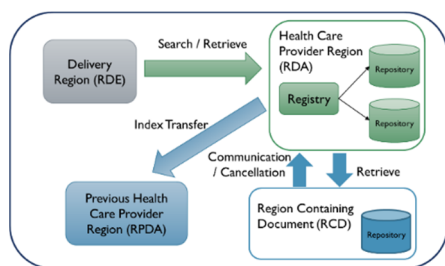 Search / Retrieve
Delivery
Region (RDE)
Health Care
Provider Region
(RDA)
Repository
Registry
Repository
Index Transfer
Communication
/ Cancellation
Retrieve
Previous Health
Care Provider
Region (RPDA)
Region Containing
Document (RCD)
Repository